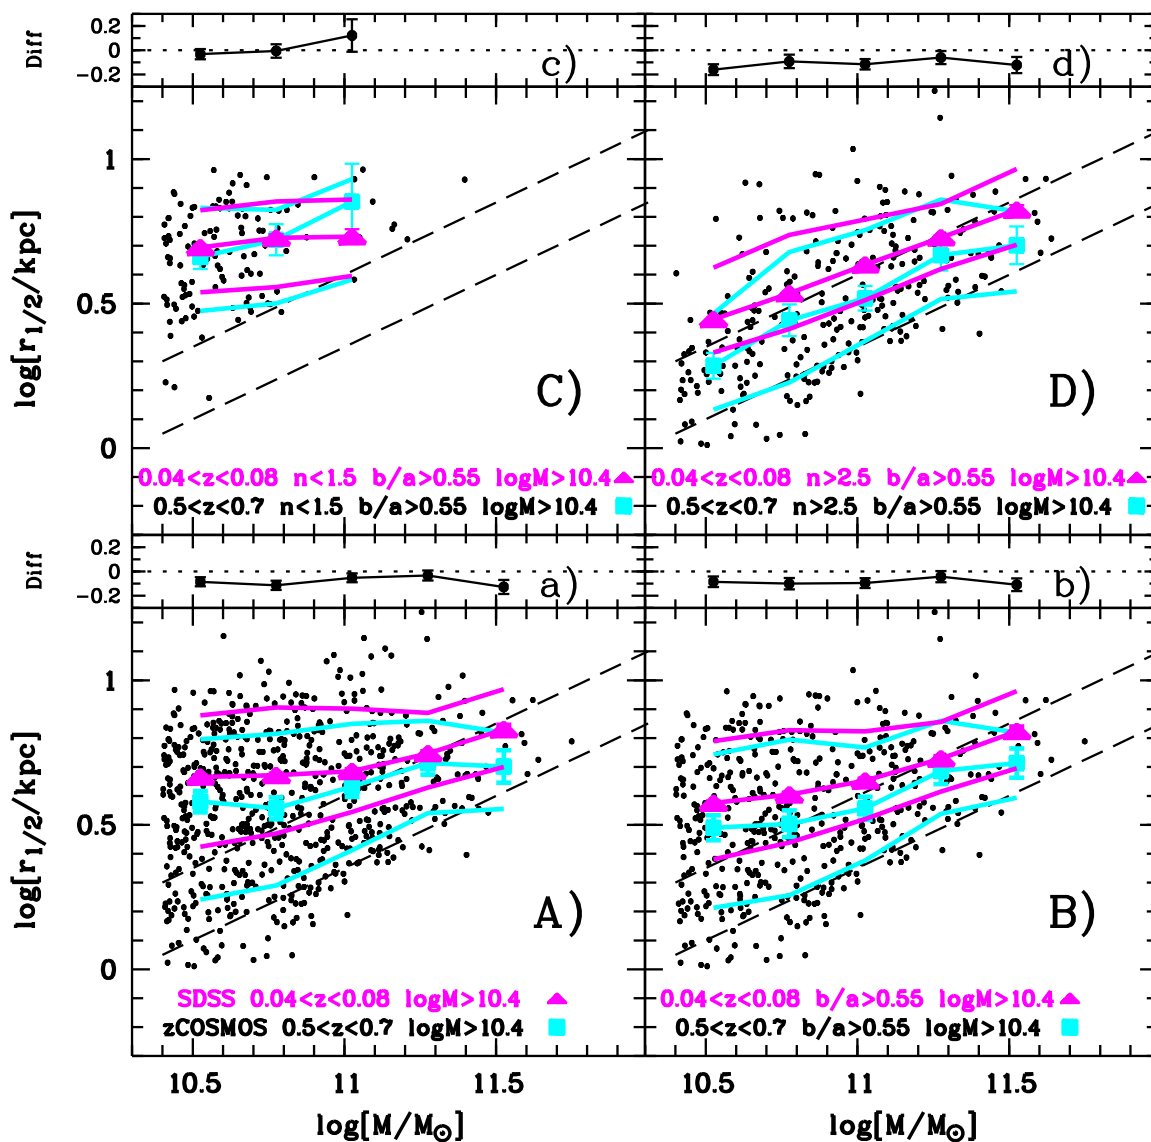 Diff
0.2
0
−0.2
c)
d)
log[r1/2/kpc]
1
0.5
0
C)
D)
0.04<z<0.08 n<1.5 b/a>0.55 logM>10.4
0.5<z<0.7 n<1.5 b/a>0.55 logM>10.4
0.04<z<0.08 n>2.5 b/a>0.55 logM>10.4
0.5<z<0.7 n>2.5 b/a>0.55 logM>10.4
Diff
0.2
0
−0.2
a)
b)
log[r1/2/kpc]
1
0.5
0
A)
B)
SDSS 0.04<z<0.08 logM>10.4
zCOSMOS 0.5<z<0.7 logM>10.4
0.04<z<0.08 b/a>0.55 logM>10.4
0.5<z<0.7 b/a>0.55 logM>10.4
10.5 11 11.5
10.5 11 11.5
log[M/M⊙]
log[M/M⊙]